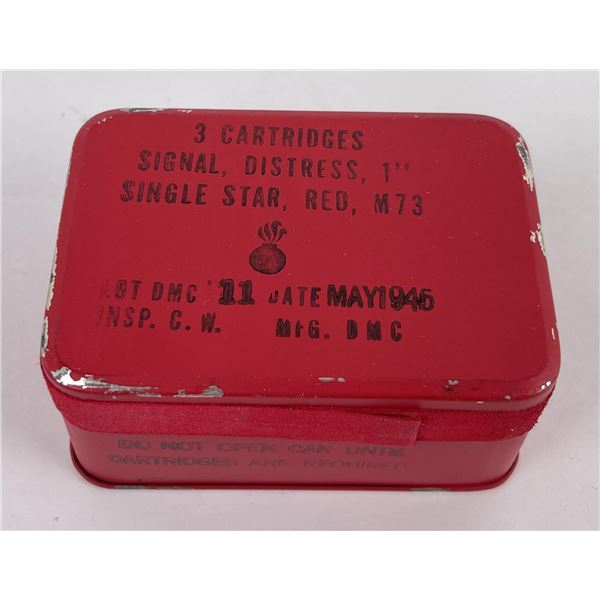 3 CARTRIDGES
SIGNAL, DISTRESS, 1"
SINGLE STAR, RED, M73
LOT DMC 11 DATE MAY1945
INSP. C. W. MFG. DMC
DO NOT OPEN CAN UNTIL
CARTRIDGES ARE REQUIRED